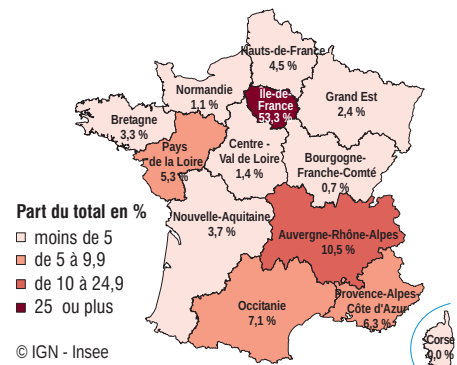 Hauts-de-France
4,5 %
Normandie
1,1 %
Île-de-
France
53,3 %
Grand Est
2,4 %
Bretagne
3,3 %
Pays
de la Loire
5,3 %
Centre -
Val de Loire
1,4 %
Bourgogne-
Franche-Comté
0,7 %
Part du total en %
moins de 5
de 5 à 9,9
de 10 à 24,9
25 ou plus
Nouvelle-Aquitaine
3,7 %
Auvergne-Rhône-Alpes
10,5 %
Occitanie
7,1 %
Provence-Alpes-
Côte d'Azur
6,3 %
Corse
0,0 %
© IGN - Insee